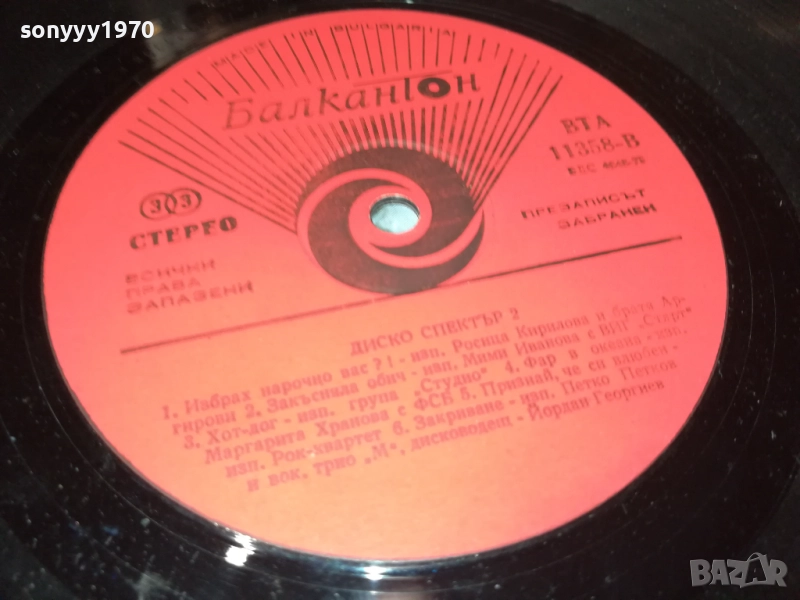 sonyyy1970
MADE IN BULGARIA
БалканТон
ВТА
11358-В
33
СТЕРЕО
ПРЕЗАПИСЪТ
ЗАБРАНЕН
ВСИЧКИ
ПРАВА
ЗАПАЗЕНИ
ДИСКО СПЕКТЪР 2
1. Избрах нарочно вас?! - изп. Росица Кирилова и братя Ар-
гирови 2. Закъсняла обич - изп. Мими Иванова с ВИГ „Старт"
3. Хот-дог - изп. група „Студио" 4. Фар в океана - изп.
Маргарита Хранова с ФСБ 5. Признай, че си влюбен -
изп. Рок-квартет 6. Закриване - изп. Петко Петков
и вок. трио „М", дисководещ - Йордан Георгиев
BAZAR